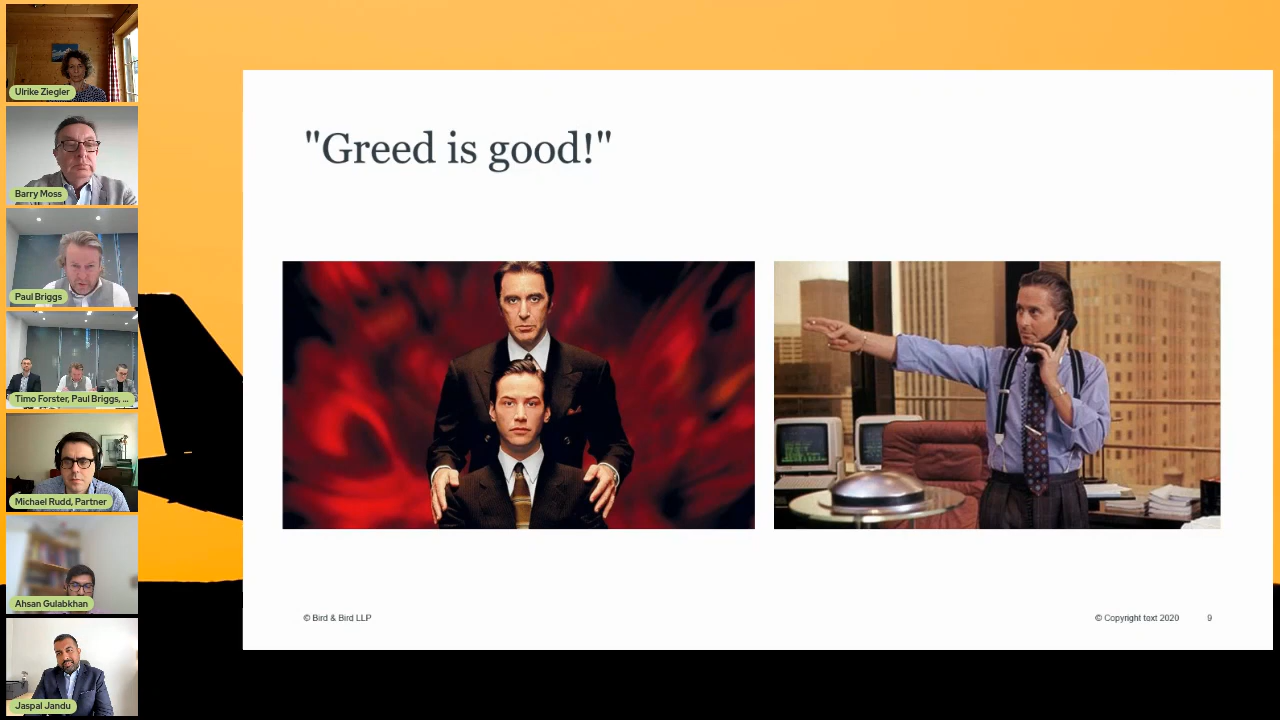 Ulrike Ziegler
Barry Moss
Paul Briggs
Timo Forster, Paul Briggs, ...
Michael Rudd, Partner
Ahsan Gulabkhan
Jaspal Jandu
"Greed is good!"
© Bird & Bird LLP
© Copyright text 2020
9